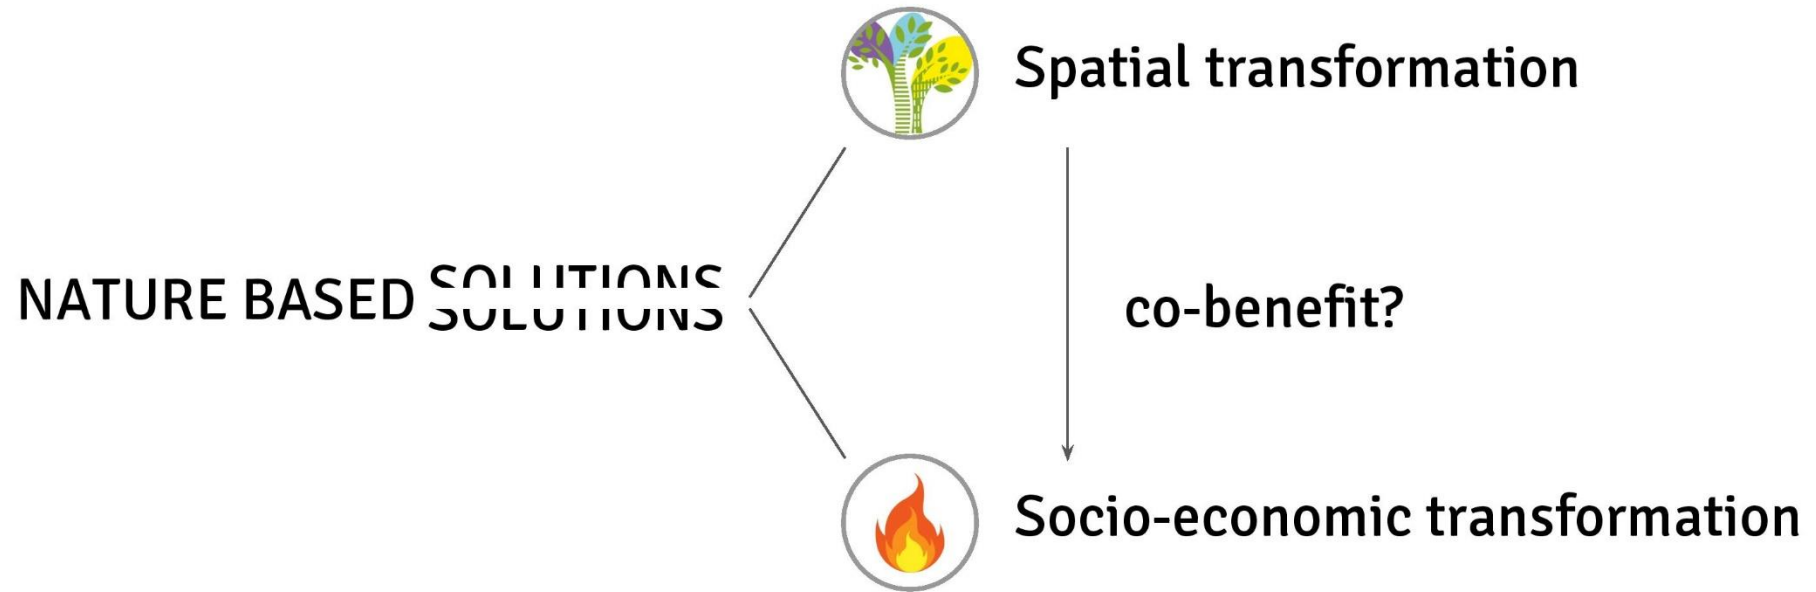 Spatial transformation
NATURE BASED SOLUTIONS
co-benefit?
Socio-economic transformation